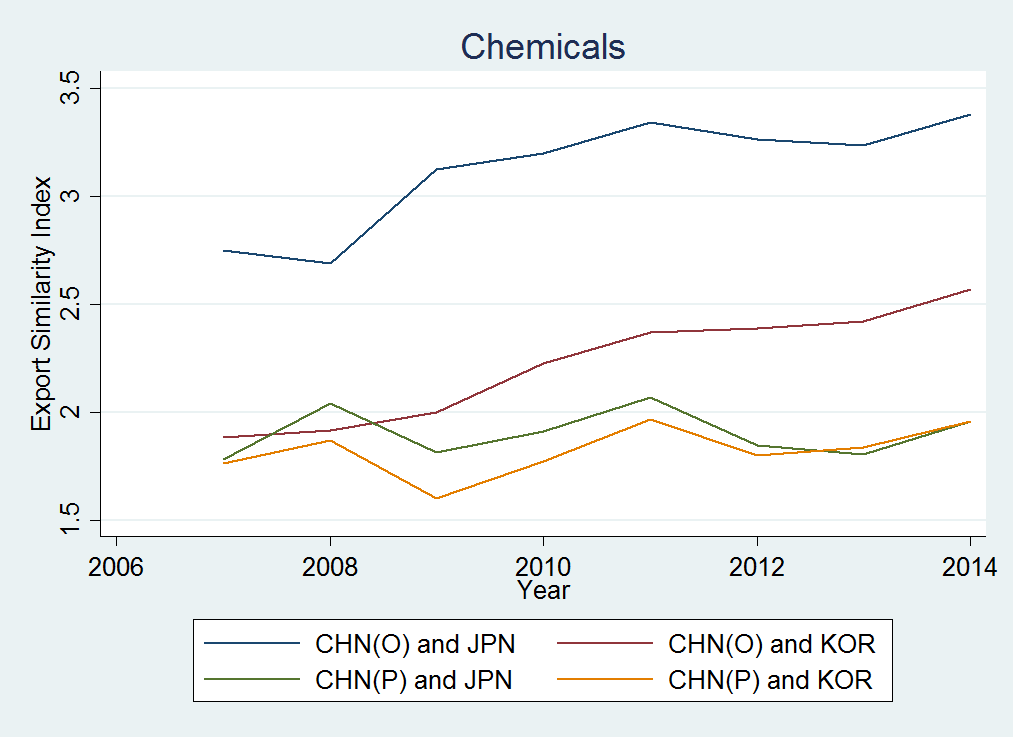 Chemicals
Export Similarity Index
3.5
3
2.5
2
1.5
2006 2008 2010 2012 2014
Year
CHN(O) and JPN CHN(O) and KOR
CHN(P) and JPN CHN(P) and KOR